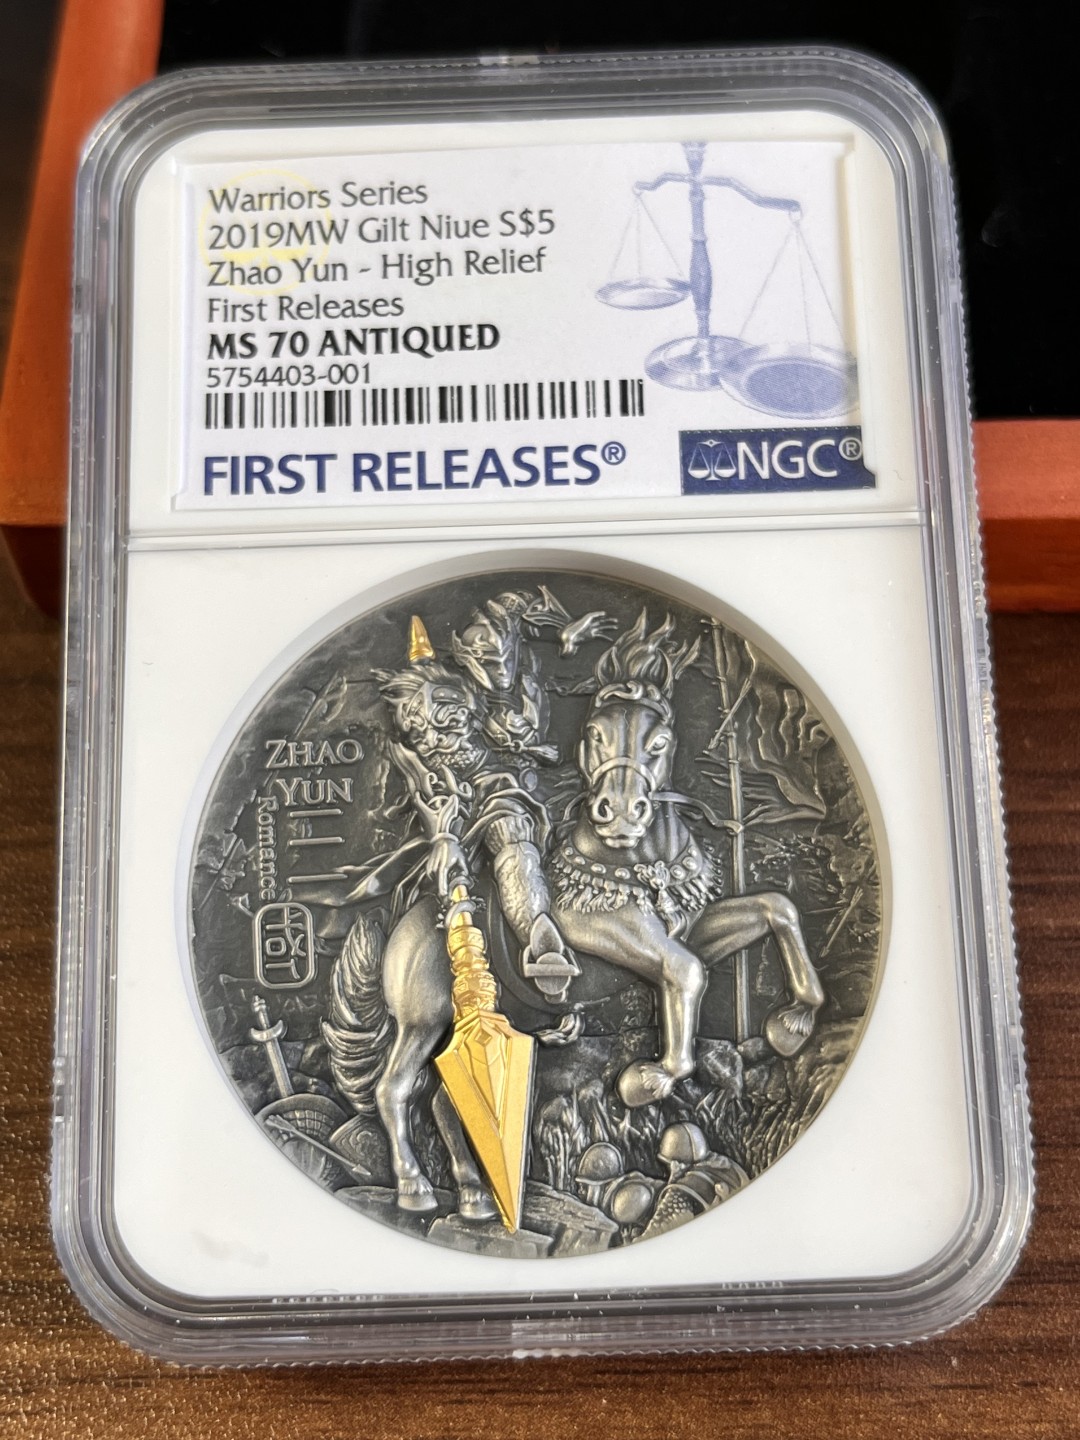 Warriors Series
2019MW Gilt Niue S$5
Zhao Yun - High Relief
First Releases
MS 70 ANTIQUED
5754403-001
FIRST RELEASES®
NGC®
ZHAO
YUN
Romance
TOT